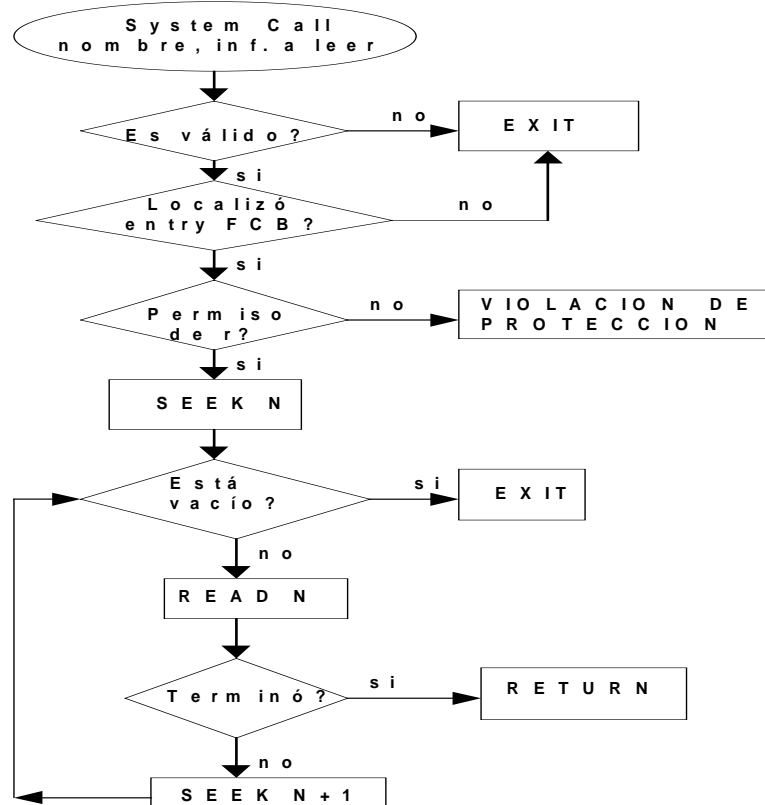 System Call
nombre, inf. a leer
Es válido?
no
EXIT
si
Localizó
entry FCB?
no
si
Permiso
de r?
no
VIOLACION DE
PROTECCION
si
SEEK N
Está
vacío?
si
EXIT
no
READ N
Terminó?
si
RETURN
no
SEEK N+1